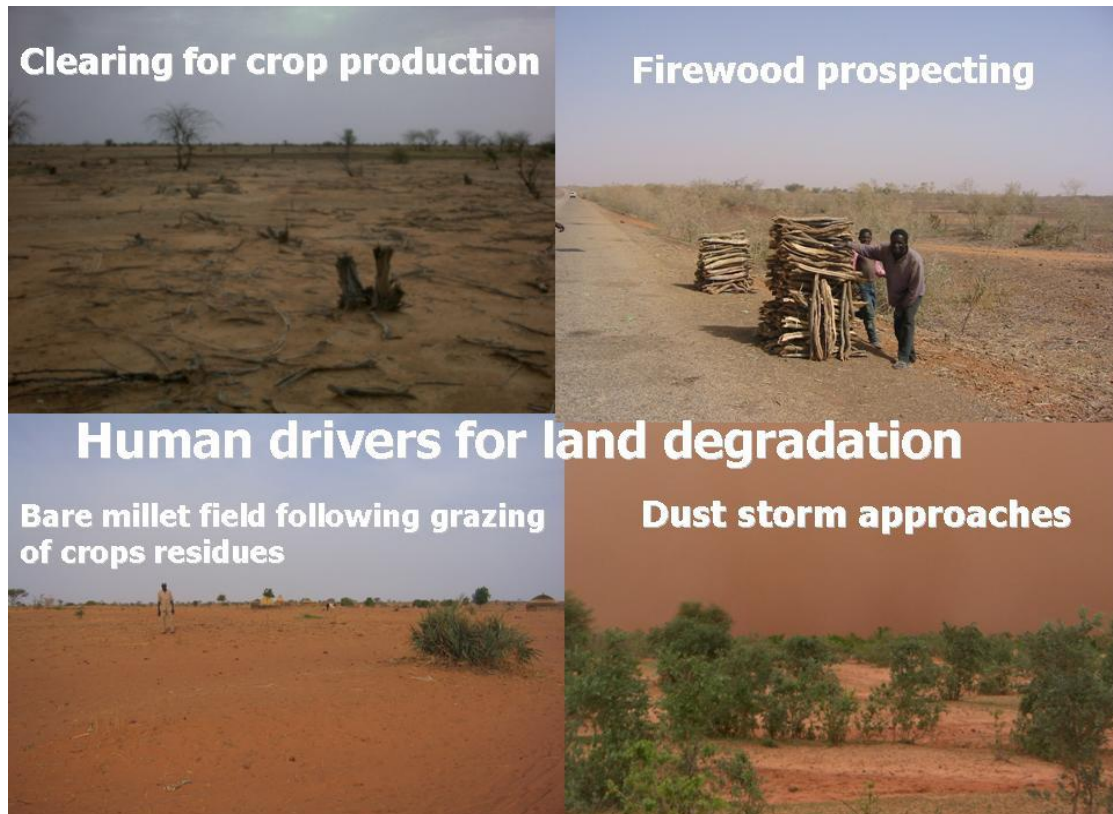 Clearing for crop production
Firewood prospecting
Human drivers for land degradation
Bare millet field following grazing
of crops residues
Dust storm approaches